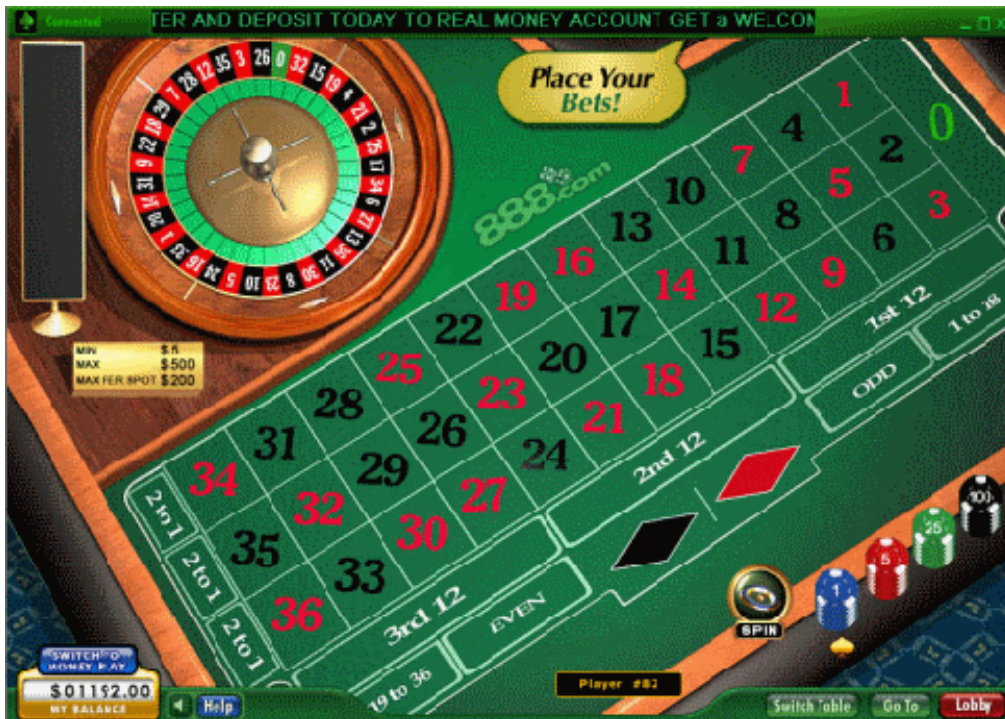 Connected
TER AND DEPOSIT TODAY TO REAL MONEY ACCOUNT GET a WELCOM
Place Your
Bets!
888.com
MIN $5
MAX $500
MAX PER SPOT $200
0
1 2 3
4 5 6
7 8 9
10 11 12
13 14 15
16 17 18
19 20 21
22 23 24
25 26 27
28 29 30
31 32 33
34 35 36
2 to 1
2 to 1
2 to 1
1st 12
2nd 12
3rd 12
1 to 18
ODD
EVEN
19 to 36
1
5
25
100
SPIN
SWITCH TO
MONEY PLAY
$01192.00
MY BALANCE
Help
Player #83
Switch Table
Go To
Lobby